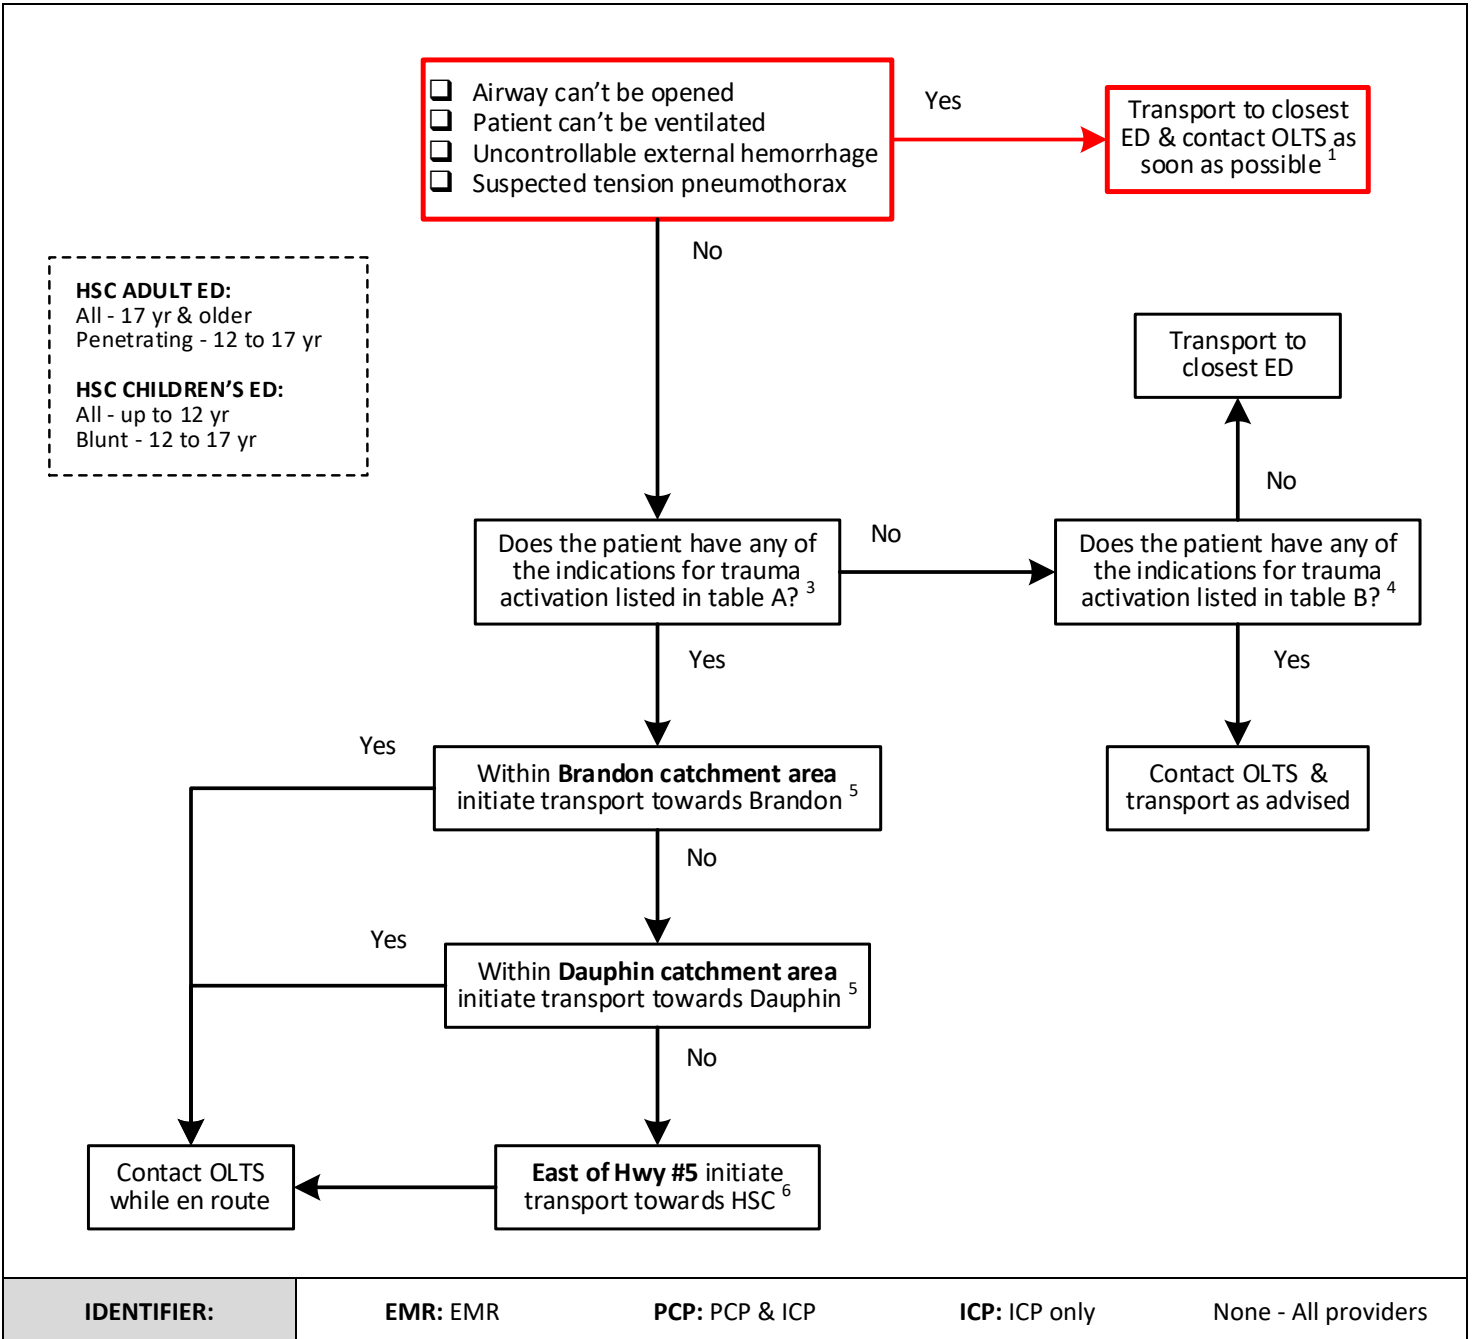 ❑ Airway can’t be opened
❑ Patient can’t be ventilated
❑ Uncontrollable external hemorrhage
❑ Suspected tension pneumothorax
Yes
Transport to closest
ED & contact OLTS as
soon as possible 1
No
HSC ADULT ED:
All - 17 yr & older
Penetrating - 12 to 17 yr
HSC CHILDREN’S ED:
All - up to 12 yr
Blunt - 12 to 17 yr
Transport to
closest ED
No
Does the patient have any of
the indications for trauma
activation listed in table A? 3
No
Does the patient have any of
the indications for trauma
activation listed in table B? 4
Yes
Yes
Contact OLTS &
transport as advised
Yes
Within Brandon catchment area
initiate transport towards Brandon 5
No
Yes
Within Dauphin catchment area
initiate transport towards Dauphin 5
No
Contact OLTS
while en route
East of Hwy #5 initiate
transport towards HSC 6
IDENTIFIER: EMR: EMR PCP: PCP & ICP ICP: ICP only None - All providers